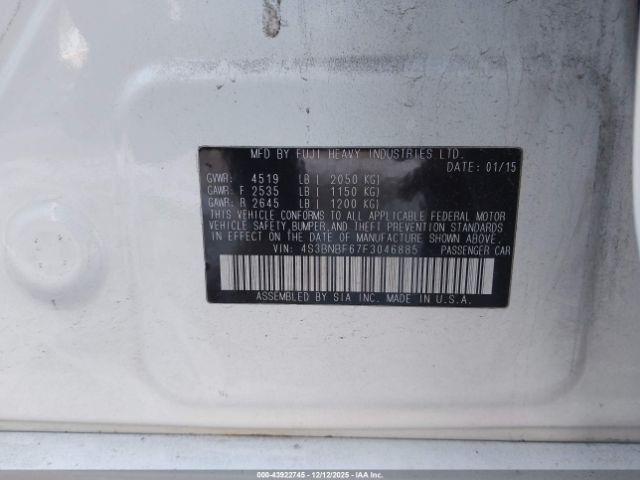 MFD BY FUJI HEAVY INDUSTRIES LTD.
DATE: 01/15
GVWR: 4519 LB ( 2050 KG)
GAWR: F 2535 LB ( 1150 KG)
GAWR: R 2645 LB ( 1200 KG)
THIS VEHICLE CONFORMS TO ALL APPLICABLE FEDERAL MOTOR
VEHICLE SAFETY, BUMPER, AND THEFT PREVENTION STANDARDS
IN EFFECT ON THE DATE OF MANUFACTURE SHOWN ABOVE.
VIN: 4S3BNBF67F3046885 PASSENGER CAR
ASSEMBLED BY SIA INC. MADE IN U.S.A.
000-43922745 - 12/12/2025 - IAA Inc.